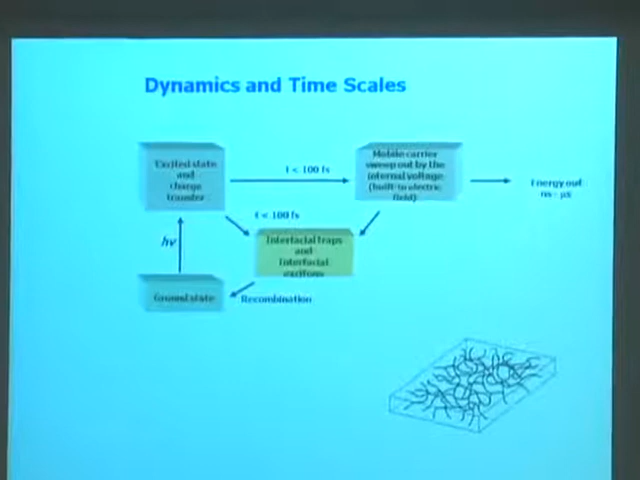 Dynamics and Time Scales
Excited state
and
charge
transfer
t < 100 fs
Mobile carrier
sweep out by the
internal voltage
(built-in electric
field)
Energy out
ns - μs
t < 100 fs
hν
Interfacial traps
and
Interfacial
excitons
Ground state
Recombination